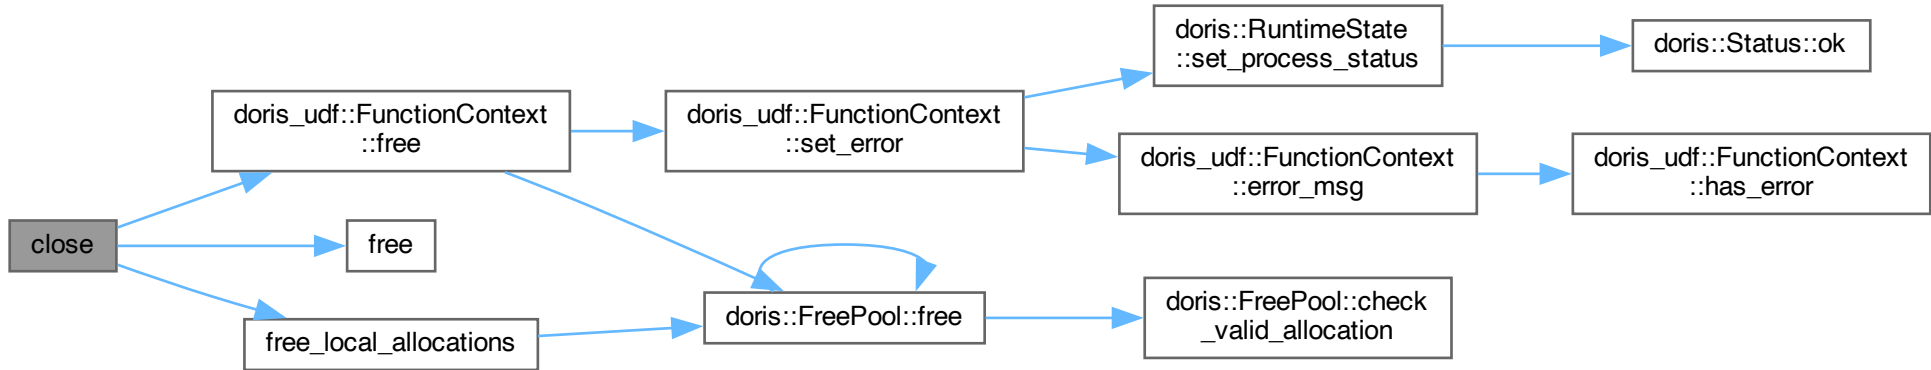 doris::RuntimeState
::set_process_status
doris::Status::ok
doris_udf::FunctionContext
::free
doris_udf::FunctionContext
::set_error
doris_udf::FunctionContext
::error_msg
doris_udf::FunctionContext
::has_error
close
free
free_local_allocations
doris::FreePool::free
doris::FreePool::check
_valid_allocation